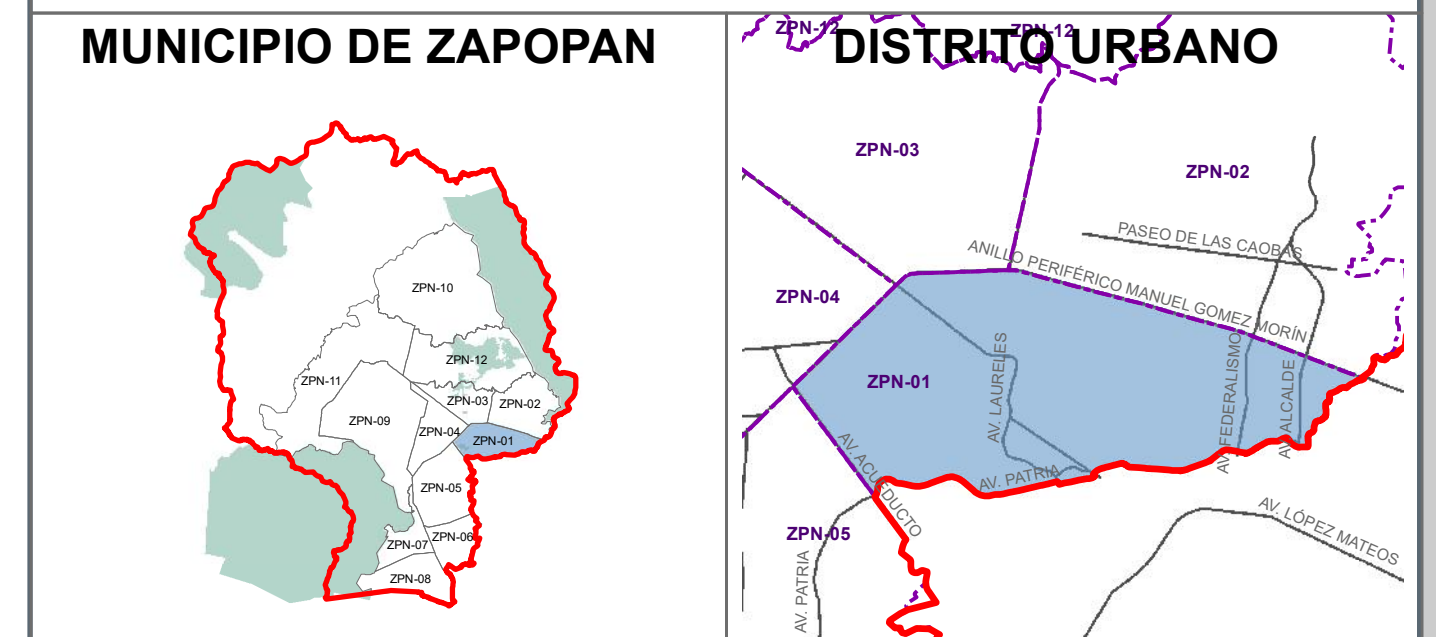 MUNICIPIO DE ZAPOPAN
ZPN-10
ZPN-12
ZPN-11
ZPN-03
ZPN-02
ZPN-09
ZPN-04
ZPN-01
ZPN-05
ZPN-06
ZPN-07
ZPN-08
DISTRITO URBANO
ZPN-12
ZPN-12
ZPN-03
ZPN-02
PASEO DE LAS CAOBAS
ANILLO PERIFÉRICO MANUEL GOMEZ MORÍN
ZPN-04
ZPN-01
AV. LAURELES
AV. FEDERALISMO
AV. ALCALDE
AV. ACUEDUCTO
AV. PATRIA
ZPN-05
AV. PATRIA
AV. LÓPEZ MATEOS